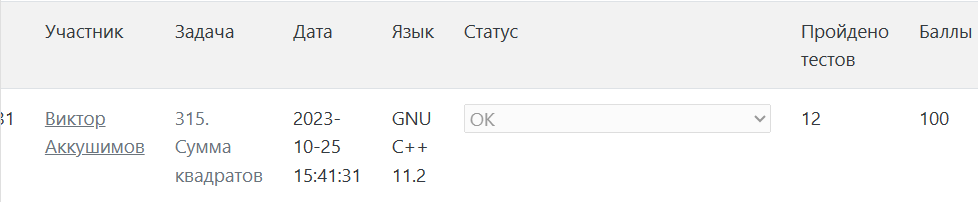 Участник Задача Дата Язык Статус Пройдено тестов Баллы
31 Виктор Аккушимов 315. Сумма квадратов 2023-10-25 15:41:31 GNU C++ 11.2 OK 12 100